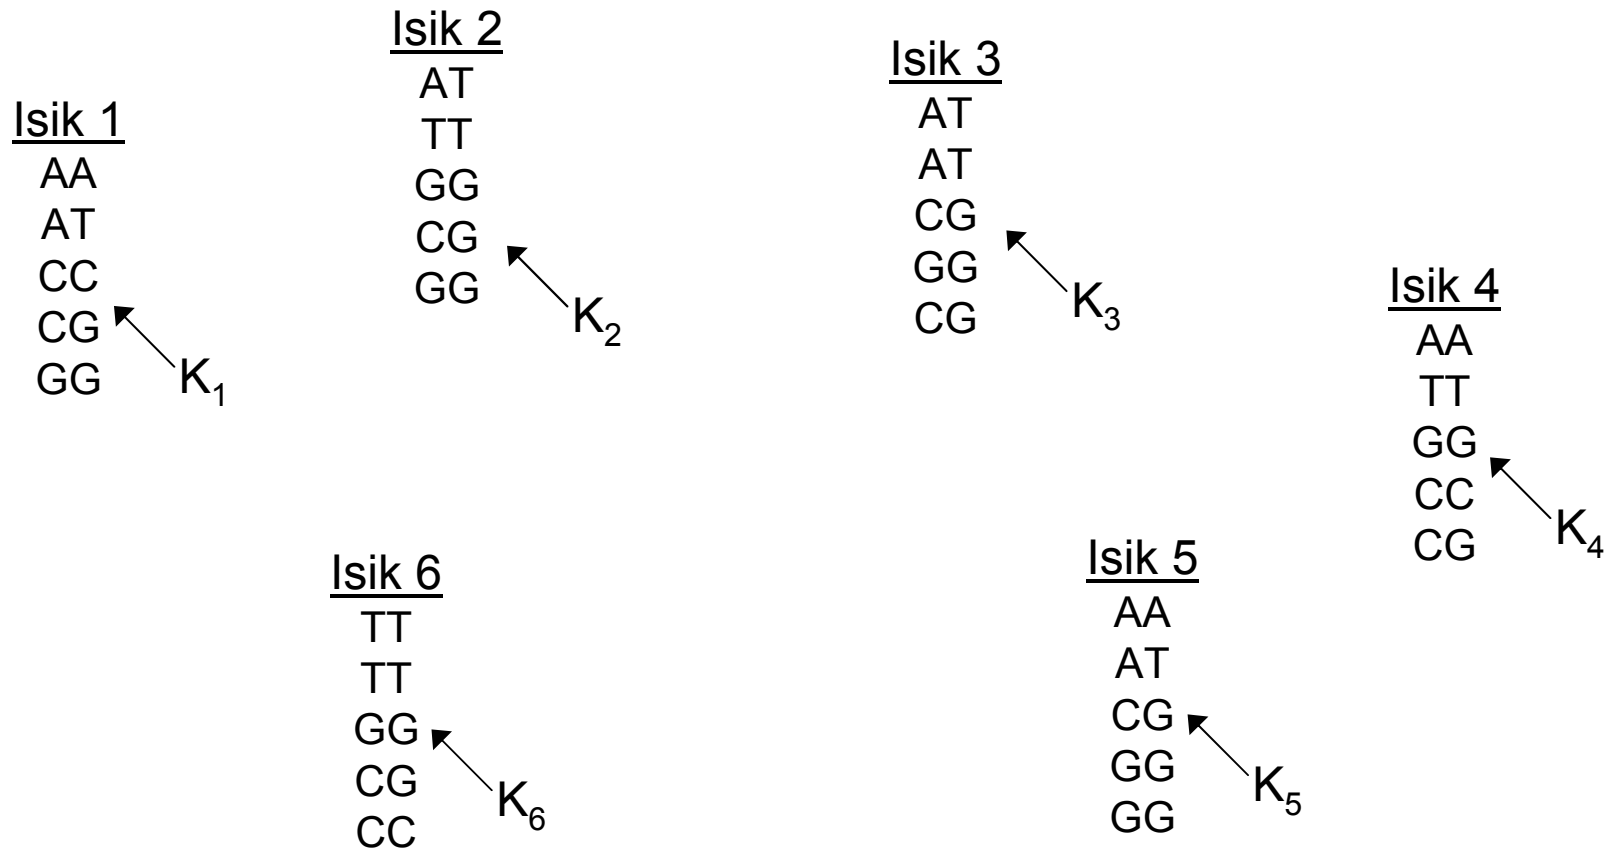 Isik 1
AA
AT
CC
CG
GG
K₁
Isik 2
AT
TT
GG
CG
GG
K₂
Isik 3
AT
AT
CG
GG
CG
K₃
Isik 4
AA
TT
GG
CC
CG
K₄
Isik 6
TT
TT
GG
CG
CC
K₆
Isik 5
AA
AT
CG
GG
GG
K₅